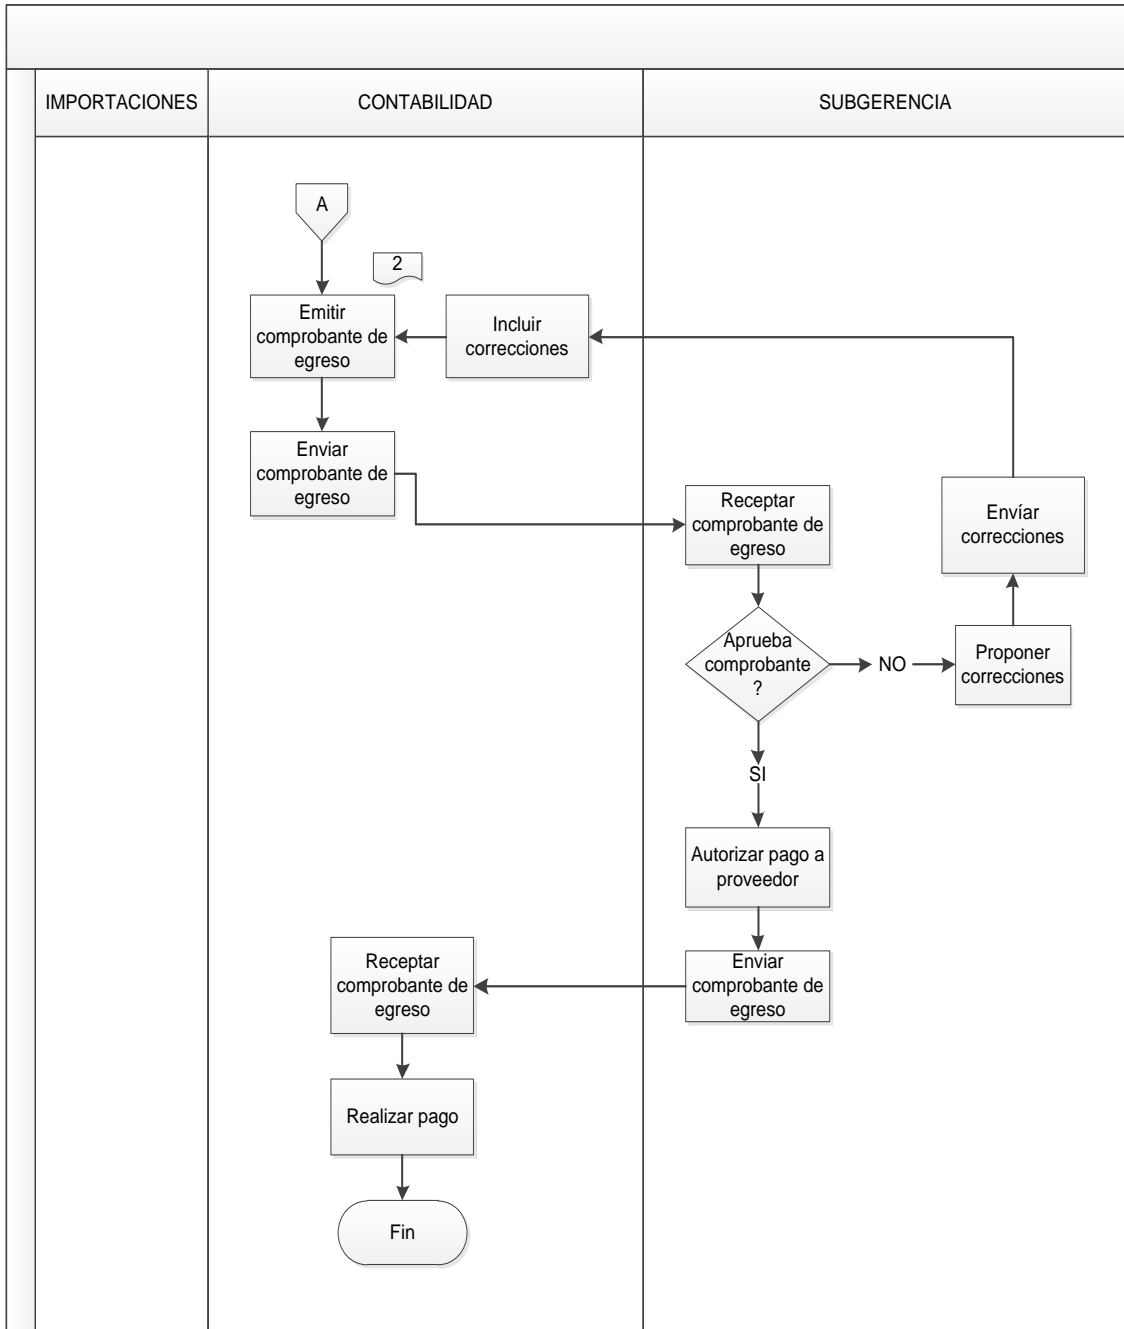 IMPORTACIONES
CONTABILIDAD
SUBGERENCIA
A
2
Emitir
comprobante de
egreso
Incluir
correcciones
Enviar
comprobante de
egreso
Receptar
comprobante de
egreso
Envíar
correcciones
Aprueba
comprobante
?
NO
Proponer
correcciones
SI
Autorizar pago a
proveedor
Enviar
comprobante de
egreso
Receptar
comprobante de
egreso
Realizar pago
Fin